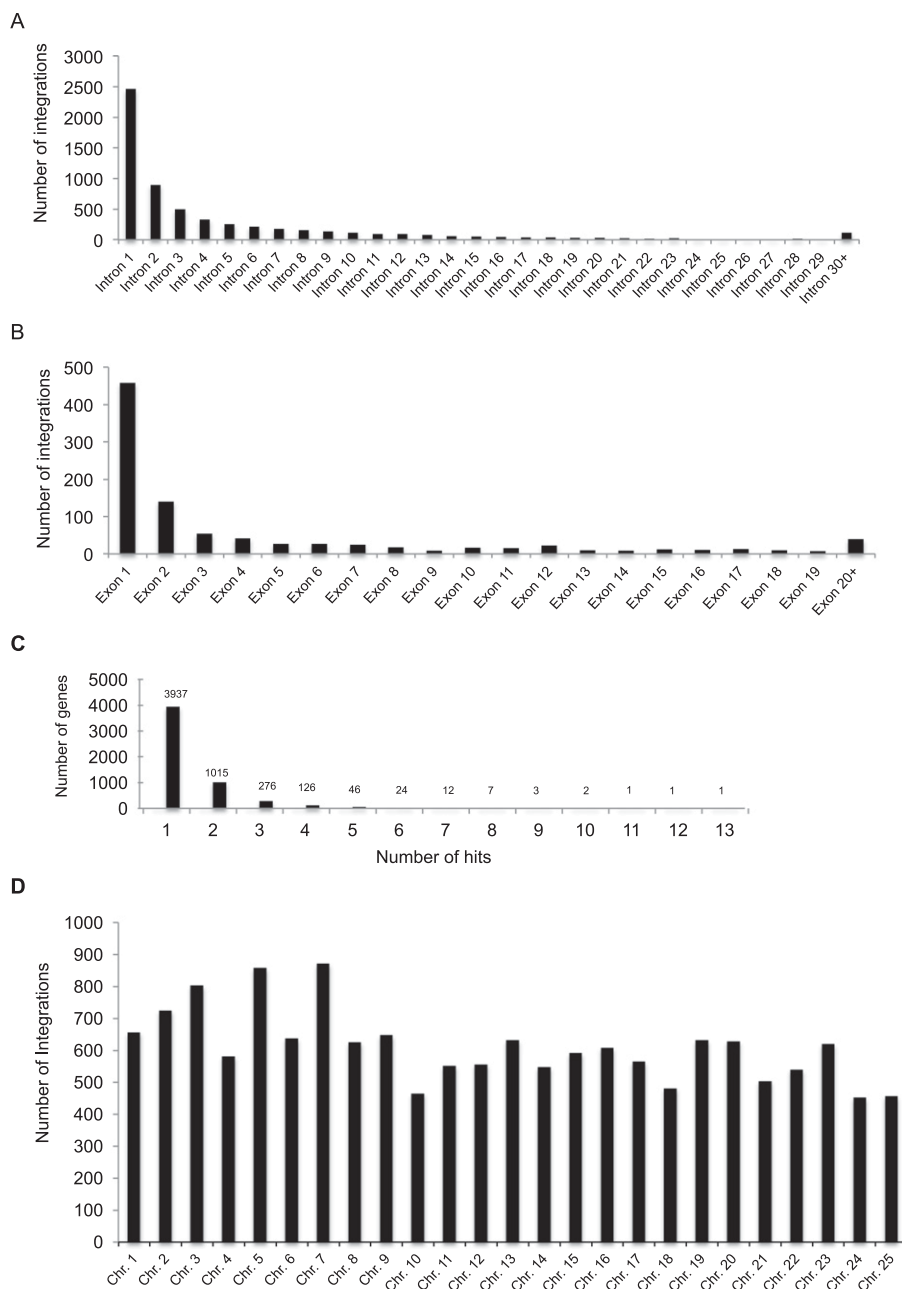 A
Number of integrations
3000
2500
2000
1500
1000
500
0
Intron 1
Intron 2
Intron 3
Intron 4
Intron 5
Intron 6
Intron 7
Intron 8
Intron 9
Intron 10
Intron 11
Intron 12
Intron 13
Intron 14
Intron 15
Intron 16
Intron 17
Intron 18
Intron 19
Intron 20
Intron 21
Intron 22
Intron 23
Intron 24
Intron 25
Intron 26
Intron 27
Intron 28
Intron 29
Intron 30+
B
Number of integrations
500
400
300
200
100
0
Exon 1
Exon 2
Exon 3
Exon 4
Exon 5
Exon 6
Exon 7
Exon 8
Exon 9
Exon 10
Exon 11
Exon 12
Exon 13
Exon 14
Exon 15
Exon 16
Exon 17
Exon 18
Exon 19
Exon 20+
C
Number of genes
5000
4000
3000
2000
1000
0
3937
1015
276
126
46
24
12
7
3
2
1
1
1
1 2 3 4 5 6 7 8 9 10 11 12 13
Number of hits
D
Number of Integrations
1000
900
800
700
600
500
400
300
200
100
0
Chr. 1
Chr. 2
Chr. 3
Chr. 4
Chr. 5
Chr. 6
Chr. 7
Chr. 8
Chr. 9
Chr. 10
Chr. 11
Chr. 12
Chr. 13
Chr. 14
Chr. 15
Chr. 16
Chr. 17
Chr. 18
Chr. 19
Chr. 20
Chr. 21
Chr. 22
Chr. 23
Chr. 24
Chr. 25